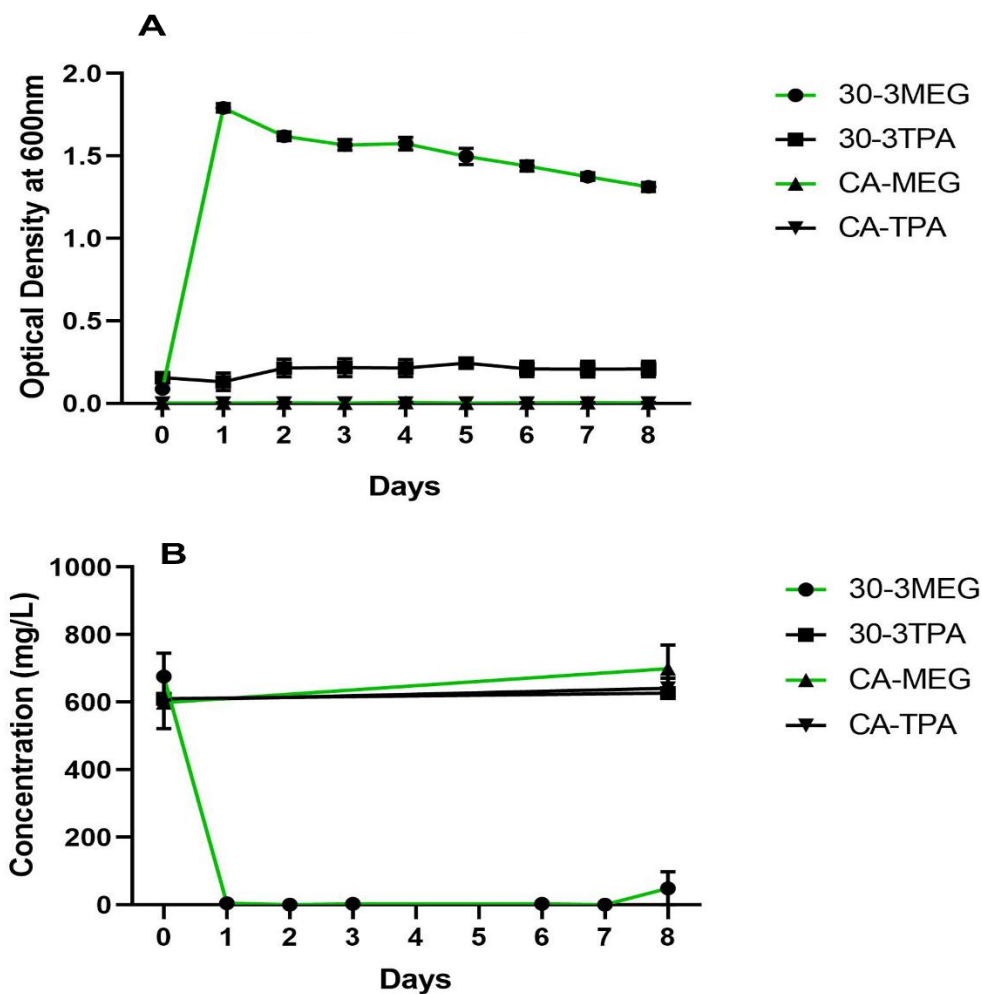 A
Optical Density at 600nm
2.0
1.5
1.0
0.5
0.0
0 1 2 3 4 5 6 7 8
Days
30-3MEG
30-3TPA
CA-MEG
CA-TPA
B
Concentration (mg/L)
1000
800
600
400
200
0
0 1 2 3 4 5 6 7 8
Days
30-3MEG
30-3TPA
CA-MEG
CA-TPA